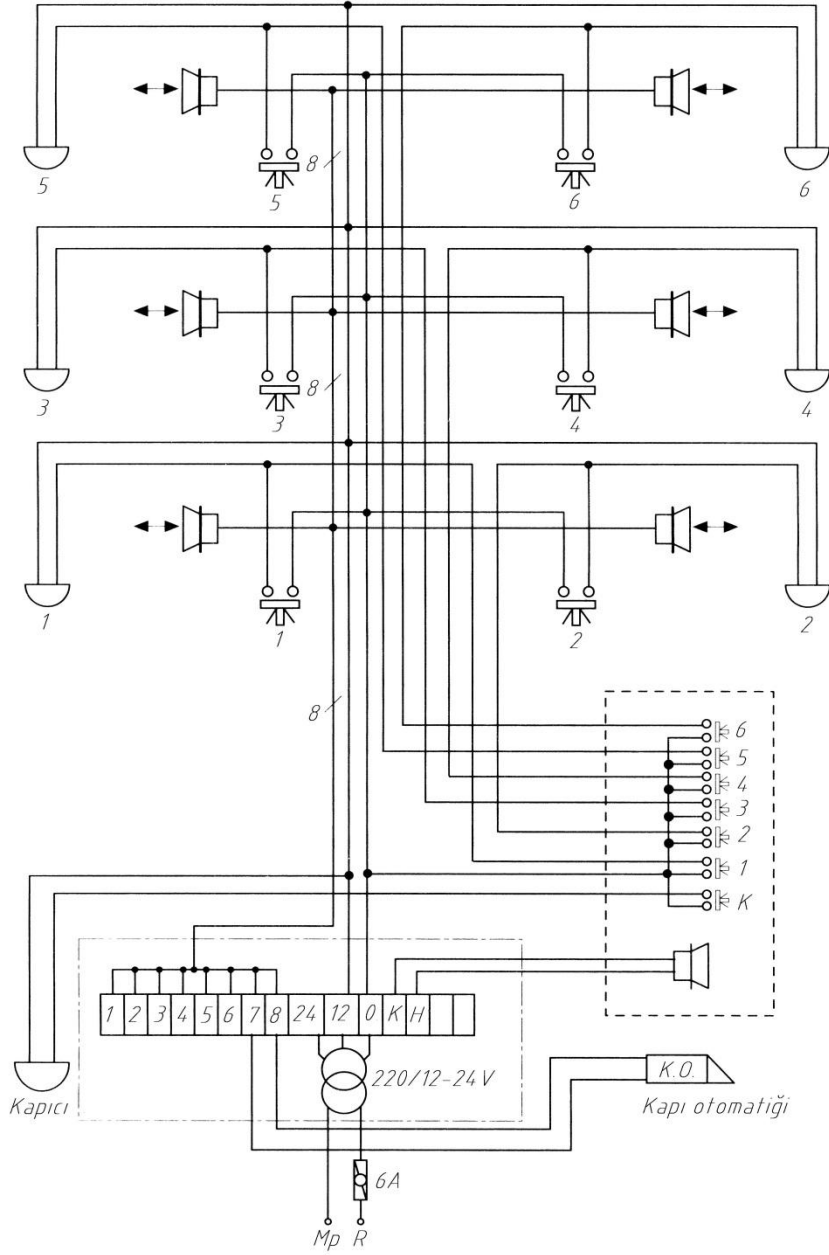 5 5 8 6 6
3 3 8 4 4
1 1 2 2
8
6
5
4
3
2
1
K
1 2 3 4 5 6 7 8 24 12 0 K H
220/12-24V
Kapıcı
K.O.
Kapı otomatiği
6A
Mp R